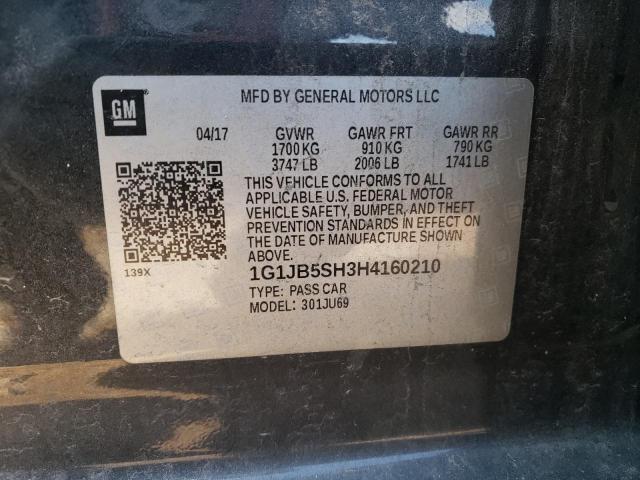 GM
MFD BY GENERAL MOTORS LLC
04/17 GVWR GAWR FRT GAWR RR
1700 KG 910 KG 790 KG
3747 LB 2006 LB 1741 LB
THIS VEHICLE CONFORMS TO ALL
APPLICABLE U.S. FEDERAL MOTOR
VEHICLE SAFETY, BUMPER, AND THEFT
PREVENTION STANDARDS IN EFFECT ON
THE DATE OF MANUFACTURE SHOWN
ABOVE.
139X
1G1JB5SH3H4160210
TYPE: PASS CAR
MODEL: 301JU69